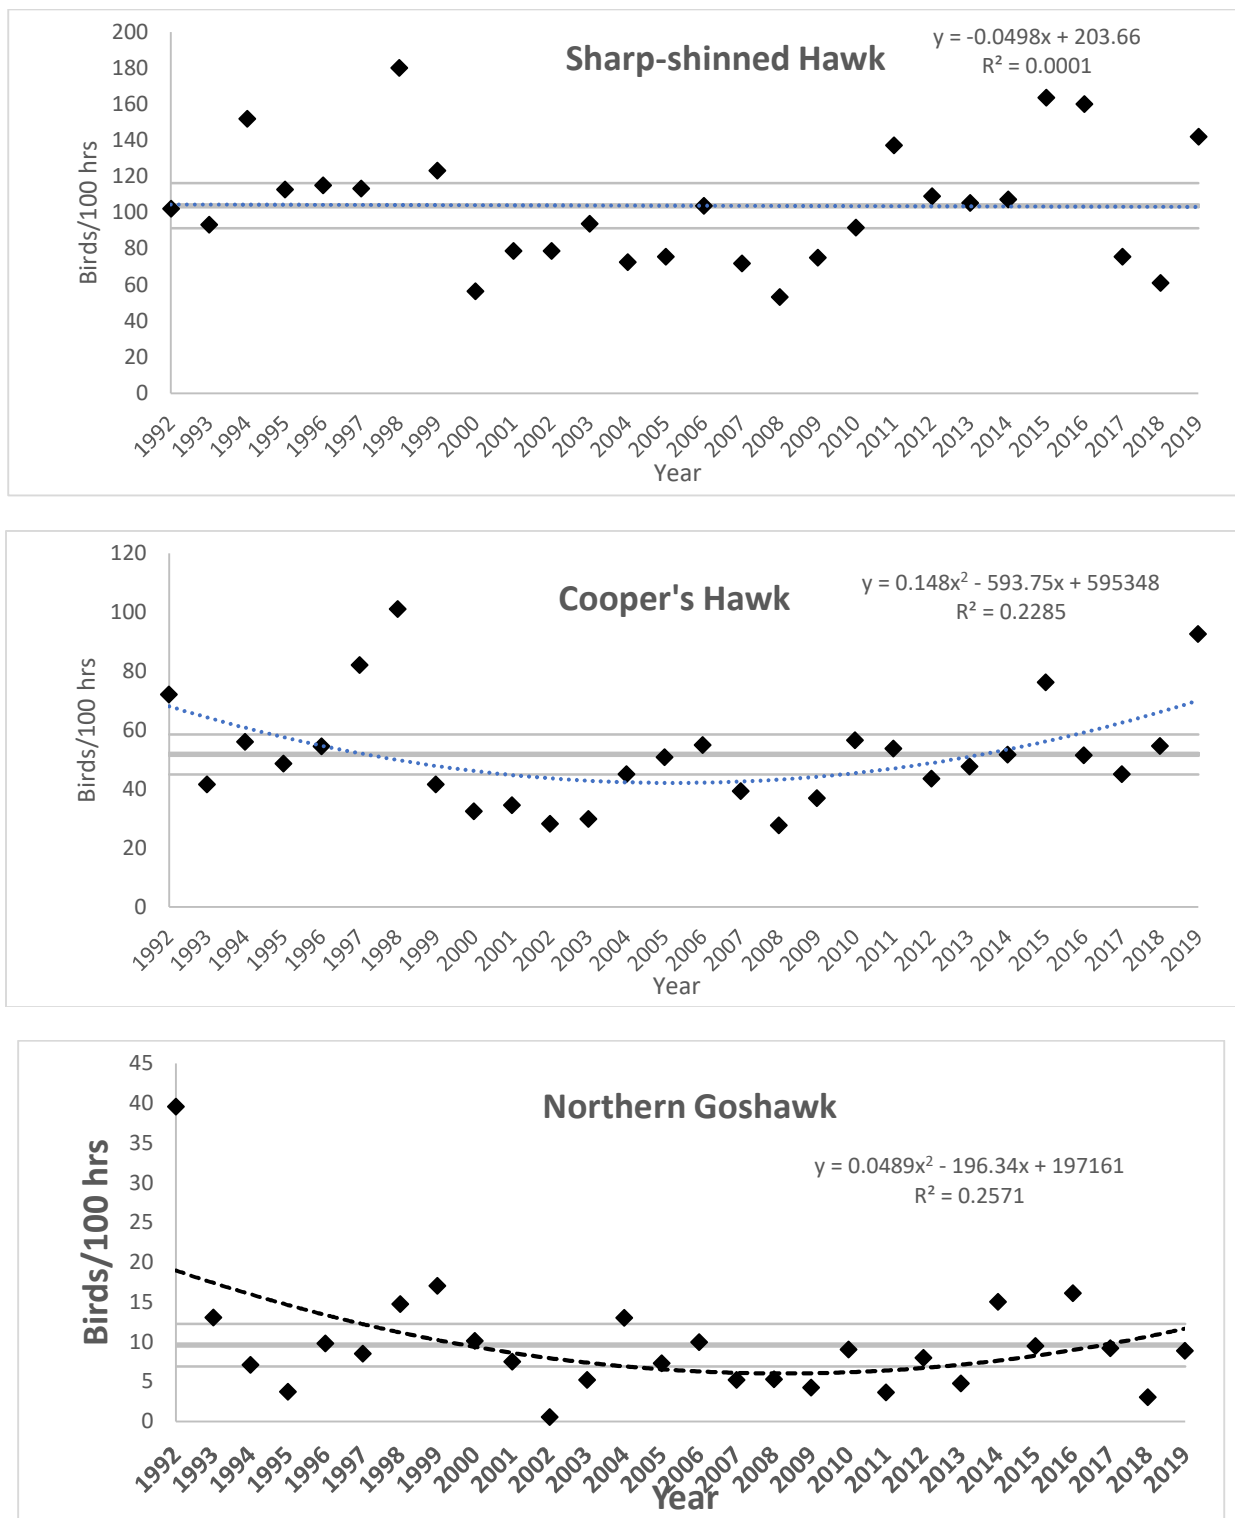 Sharp-shinned Hawk
y = -0.0498x + 203.66
R² = 0.0001
Birds/100 hrs
200
180
160
140
120
100
80
60
40
20
0
1992 1993 1994 1995 1996 1997 1998 1999 2000 2001 2002 2003 2004 2005 2006 2007 2008 2009 2010 2011 2012 2013 2014 2015 2016 2017 2018 2019
Year
Cooper's Hawk
y = 0.148x² - 593.75x + 595348
R² = 0.2285
Birds/100 hrs
120
100
80
60
40
20
0
1992 1993 1994 1995 1996 1997 1998 1999 2000 2001 2002 2003 2004 2005 2006 2007 2008 2009 2010 2011 2012 2013 2014 2015 2016 2017 2018 2019
Year
Northern Goshawk
y = 0.0489x² - 196.34x + 197161
R² = 0.2571
Birds/100 hrs
45
40
35
30
25
20
15
10
5
0
1992 1993 1994 1995 1996 1997 1998 1999 2000 2001 2002 2003 2004 2005 2006 2007 2008 2009 2010 2011 2012 2013 2014 2015 2016 2017 2018 2019
Year